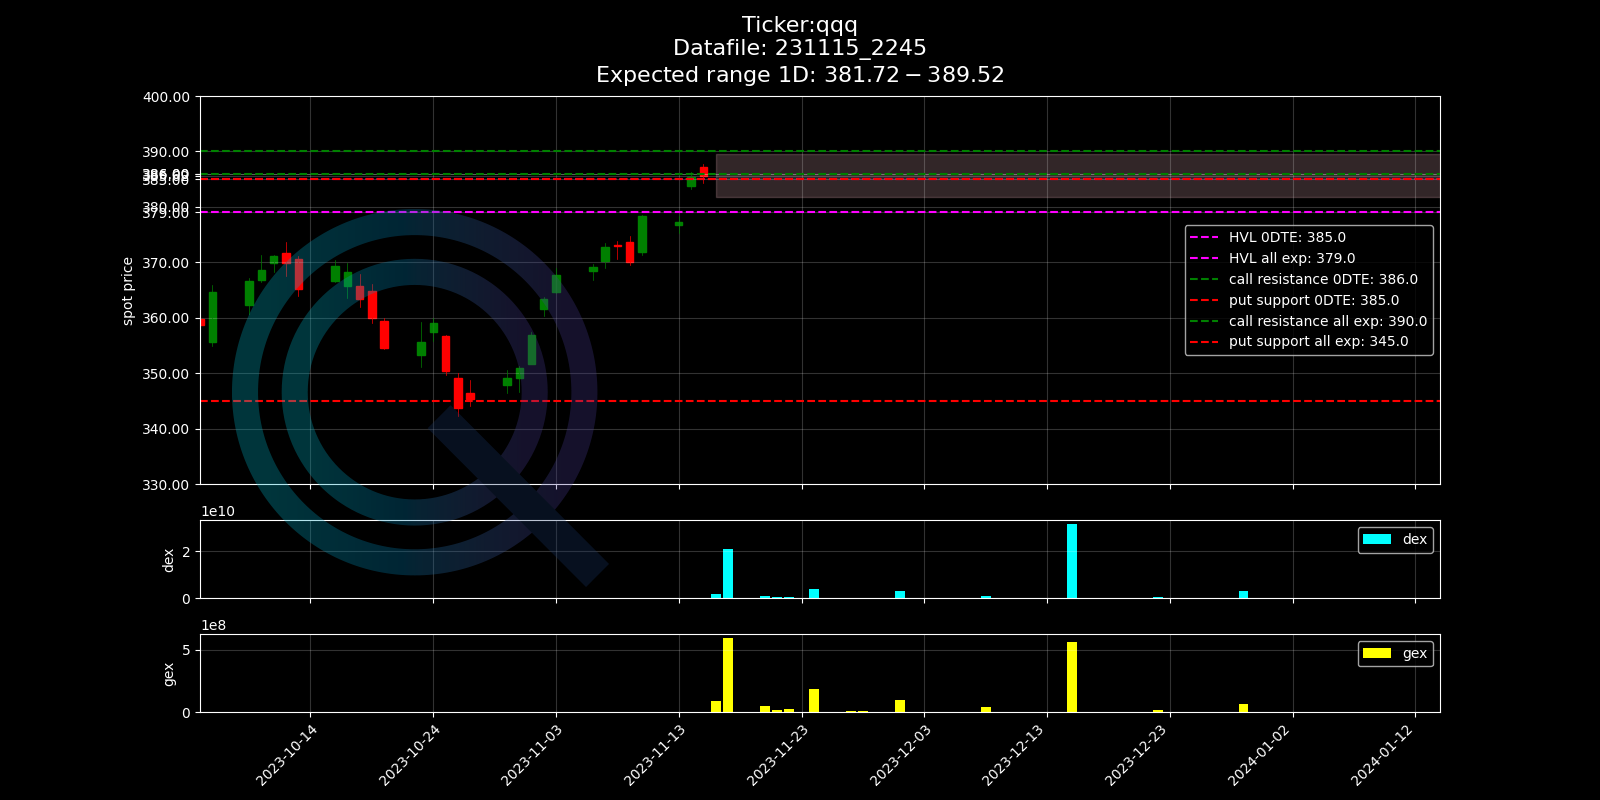 Ticker:qqq
Datafile: 231115_2245
Expected range 1D: 381.72 − 389.52
400.00
390.00
386.00
385.00
380.00
379.00
370.00
360.00
350.00
340.00
330.00
spot price
HVL 0DTE: 385.0
HVL all exp: 379.0
call resistance 0DTE: 386.0
put support 0DTE: 385.0
call resistance all exp: 390.0
put support all exp: 345.0
1e10
2
0
dex
dex
1e8
5
0
gex
gex
2023-10-14
2023-10-24
2023-11-03
2023-11-13
2023-11-23
2023-12-03
2023-12-13
2023-12-23
2024-01-02
2024-01-12